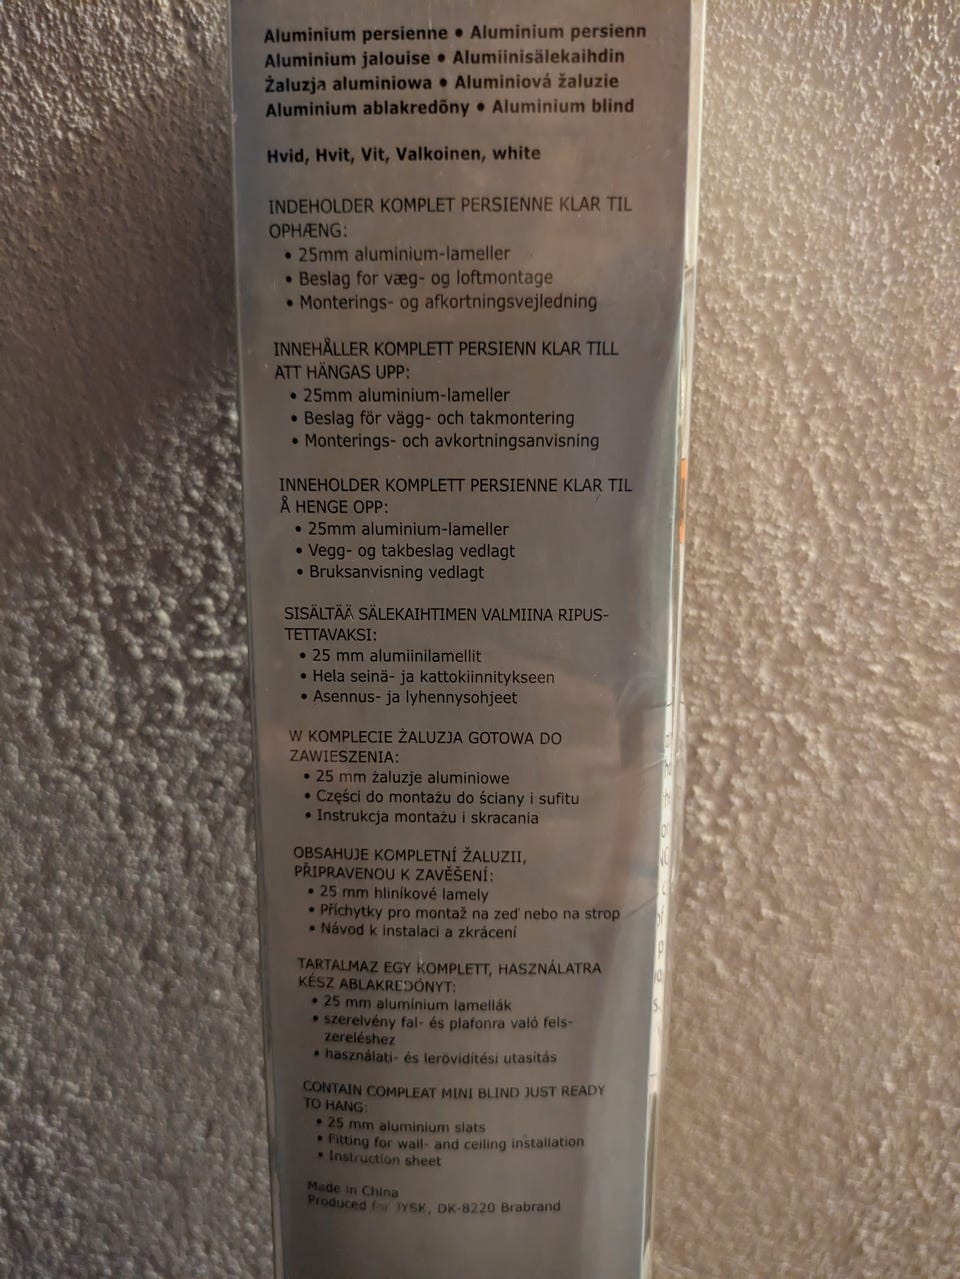 Aluminium persienne • Aluminium persienn
Aluminium jalouise • Alumiinisälekaihdin
Żaluzja aluminiowa • Aluminiová žaluzie
Aluminium ablakredőny • Aluminium blind
Hvid, Hvit, Vit, Valkoinen, white
INDEHOLDER KOMPLET PERSIENNE KLAR TIL
OPHÆNG:
• 25mm aluminium-lameller
• Beslag for væg- og loftmontage
• Monterings- og afkortningsvejledning
INNEHÅLLER KOMPLETT PERSIENN KLAR TILL
ATT HÄNGAS UPP:
• 25mm aluminium-lameller
• Beslag för vägg- och takmontering
• Monterings- och avkortningsanvisning
INNEHOLDER KOMPLETT PERSIENNE KLAR TIL
Å HENGE OPP:
• 25mm aluminium-lameller
• Vegg- og takbeslag vedlagt
• Bruksanvisning vedlagt
SISÄLTÄÄ SÄLEKAIHTIMEN VALMIINA RIPUS-
TETTAVAKSI:
• 25 mm alumiinilamellit
• Hela seinä- ja kattokiinnitykseen
• Asennus- ja lyhennysohjeet
W KOMPLECIE ŻALUZJA GOTOWA DO
ZAWIESZENIA:
• 25 mm żaluzje aluminiowe
• Części do montażu do ściany i sufitu
• Instrukcja montażu i skracania
OBSAHUJE KOMPLETNÍ ŽALUZII,
PŘIPRAVENOU K ZAVĚŠENÍ:
• 25 mm hliníkové lamely
• Příchytky pro montaž na zeď nebo na strop
• Návod k instalaci a zkrácení
TARTALMAZ EGY KOMPLETT, HASZNÁLATRA
KÉSZ ABLAKREDŐNYT:
• 25 mm alumínium lamellák
• szerelvény fal- és plafonra való fels-
zereléshez
• használati- és lerövidítési utasítás
CONTAIN COMPLEAT MINI BLIND JUST READY
TO HANG:
• 25 mm aluminium slats
• Fitting for wall- and ceiling installation
• Instruction sheet
Made in China
Produced for JYSK, DK-8220 Brabrand